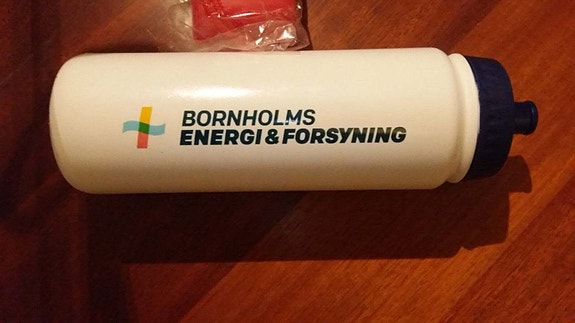 BORNHOLMS
ENERGI & FORSYNING